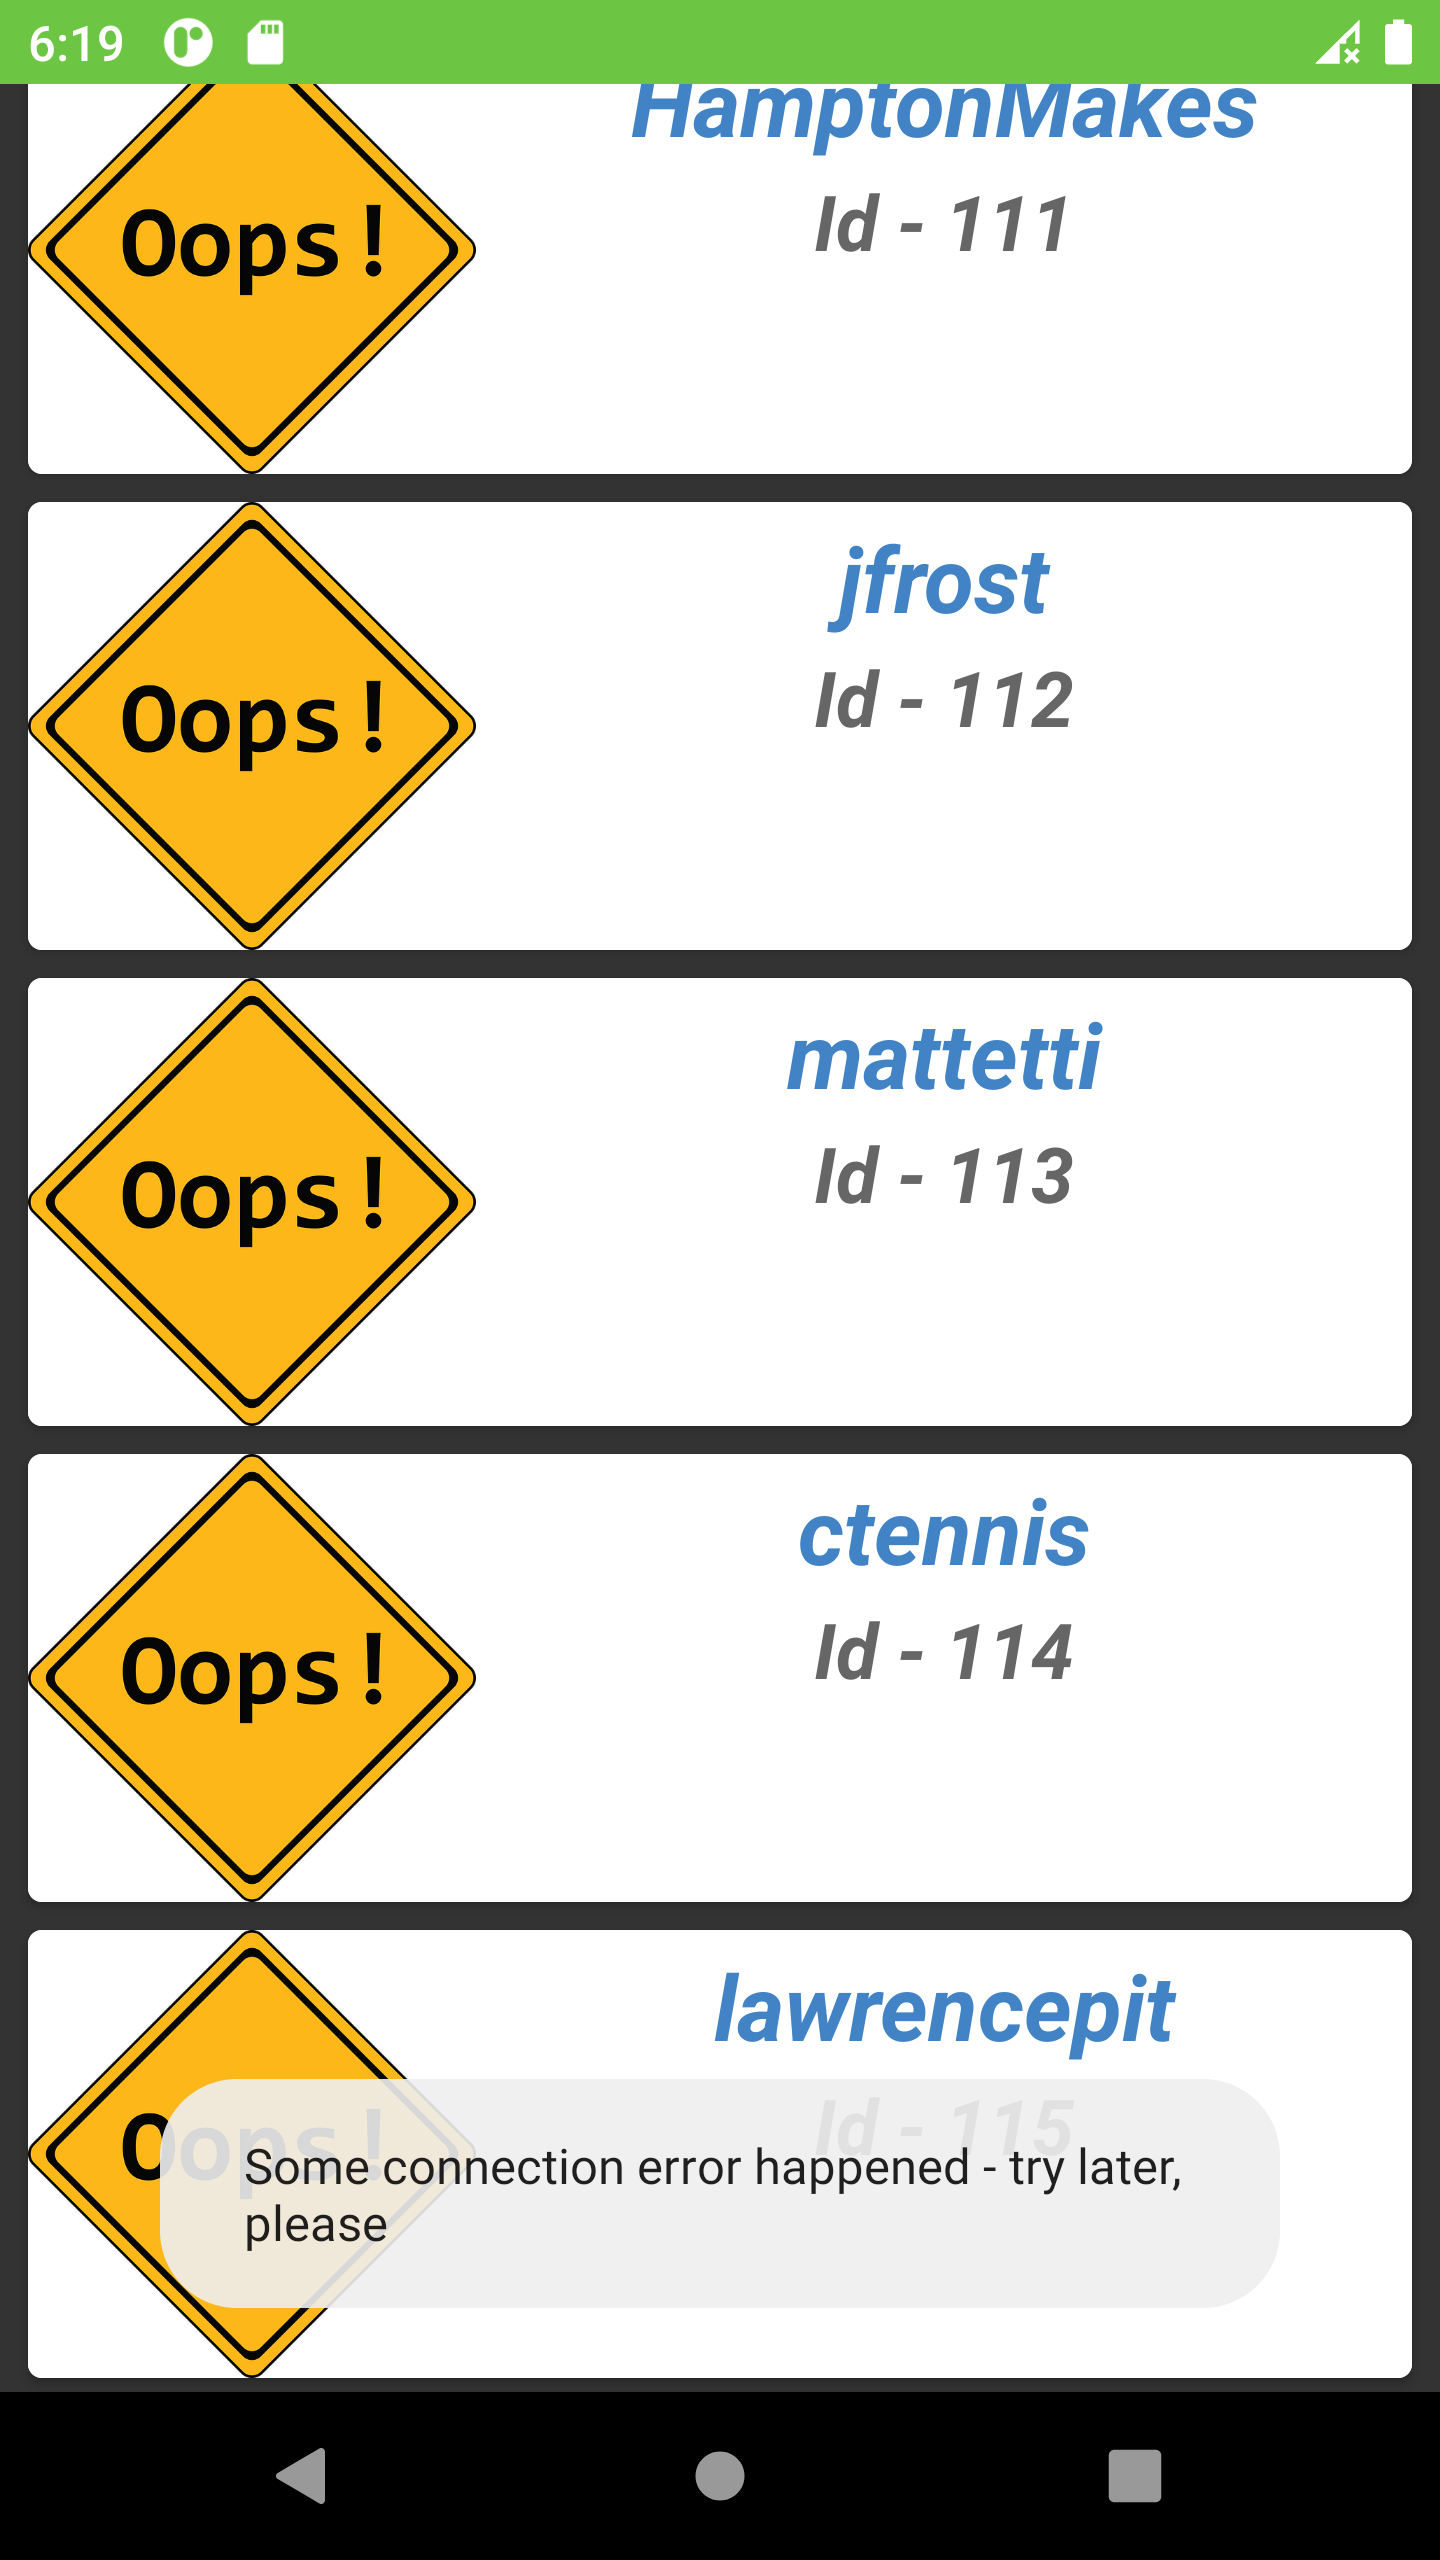 6:19
HamptonMakes
Oops!
Id - 111
jfrost
Oops!
Id - 112
mattetti
Oops!
Id - 113
ctennis
Oops!
Id - 114
lawrencepit
Oops!
Id - 115
Some connection error happened - try later,
please